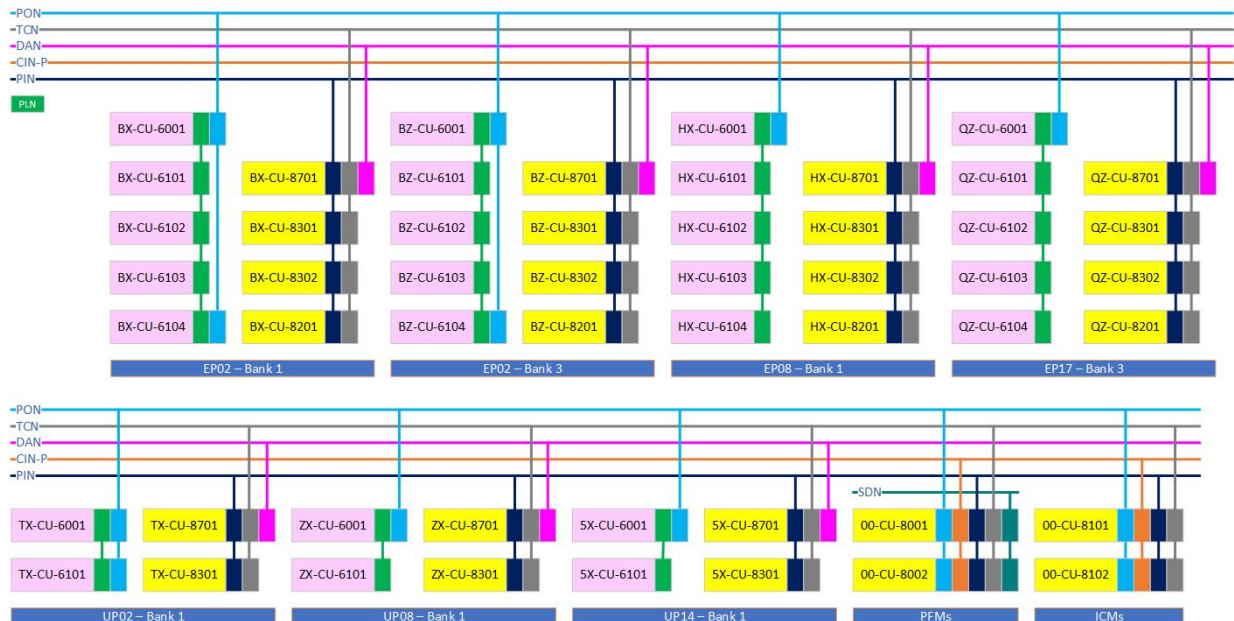 PON
TCN
DAN
CIN-P
PIN
PLN
BX-CU-6001
BZ-CU-6001
HX-CU-6001
QZ-CU-6001
BX-CU-6101
BX-CU-8701
BZ-CU-6101
BZ-CU-8701
HX-CU-6101
HX-CU-8701
QZ-CU-6101
QZ-CU-8701
BX-CU-6102
BX-CU-8301
BZ-CU-6102
BZ-CU-8301
HX-CU-6102
HX-CU-8301
QZ-CU-6102
QZ-CU-8301
BX-CU-6103
BX-CU-8302
BZ-CU-6103
BZ-CU-8302
HX-CU-6103
HX-CU-8302
QZ-CU-6103
QZ-CU-8302
BX-CU-6104
BX-CU-8201
BZ-CU-6104
BZ-CU-8201
HX-CU-6104
HX-CU-8201
QZ-CU-6104
QZ-CU-8201
EP02 – Bank 1
EP02 – Bank 3
EP08 – Bank 1
EP17 – Bank 3
PON
TCN
DAN
CIN-P
PIN
SDN
TX-CU-6001
TX-CU-8701
ZX-CU-6001
ZX-CU-8701
5X-CU-6001
5X-CU-8701
00-CU-8001
00-CU-8101
TX-CU-6101
TX-CU-8301
ZX-CU-6101
ZX-CU-8301
5X-CU-6101
5X-CU-8301
00-CU-8002
00-CU-8102
UP02 – Bank 1
UP08 – Bank 1
UP14 – Bank 1
PFMs
ICMs